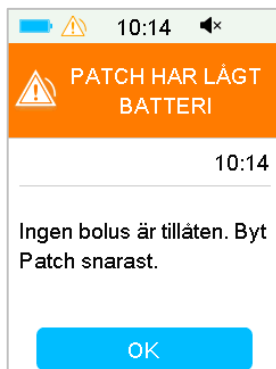 10:14
PATCH HAR LÅGT
BATTERI
10:14
Ingen bolus är tillåten. Byt
Patch snarast.
OK